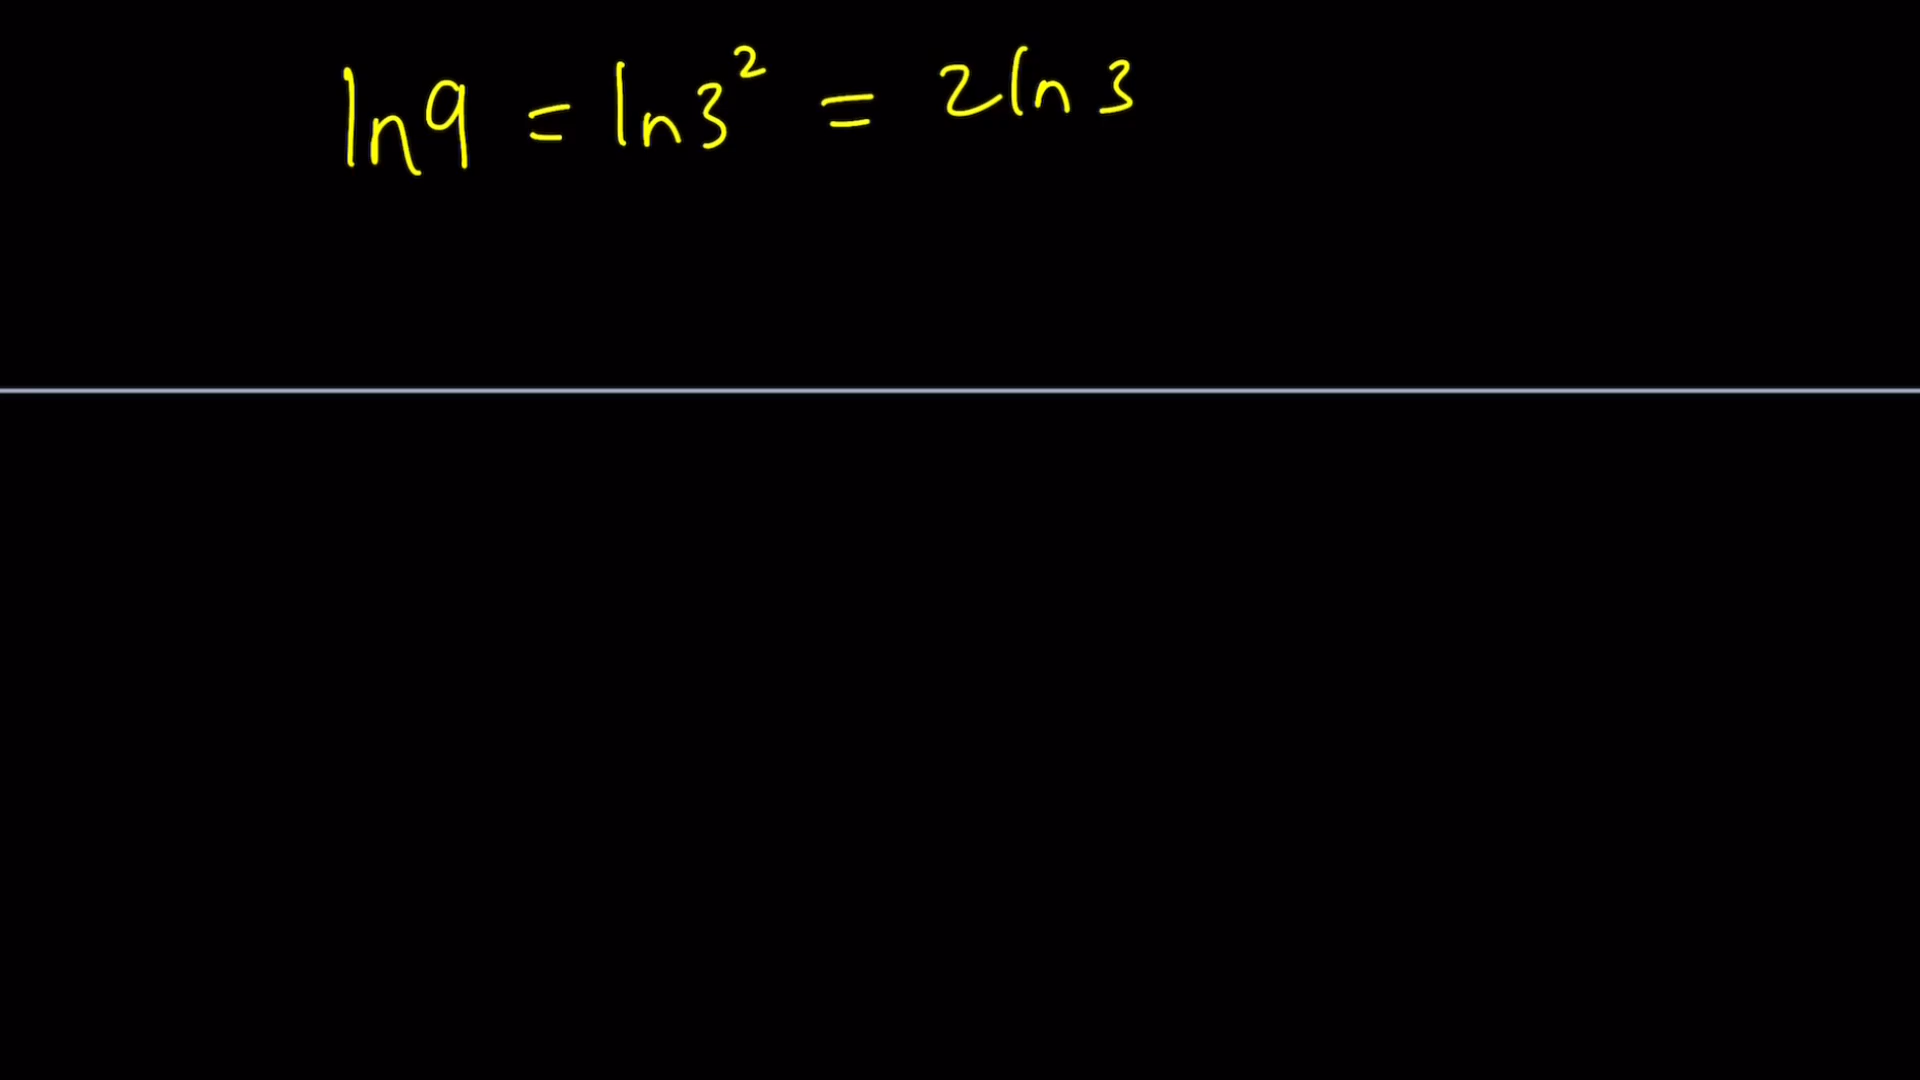 ln9 = ln3² = 2ln3